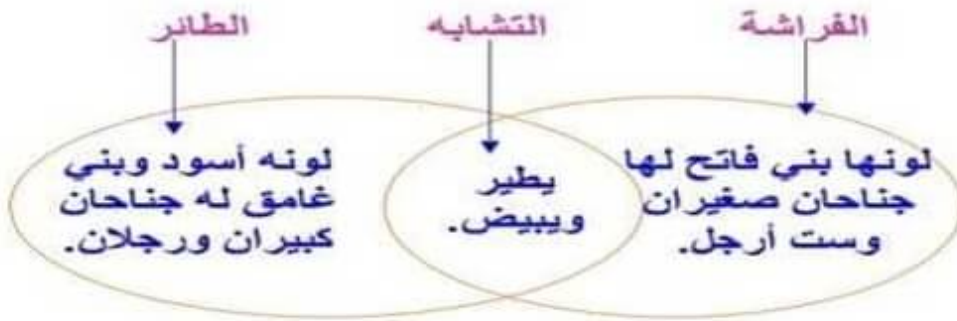 الفراشة
التشابه
الطائر
لونها بني فاتح لها
جناحان صغيران
وست أرجل.
يطير
ويبيض.
لونه أسود وبني
غامق له جناحان
كبيران ورجلان.